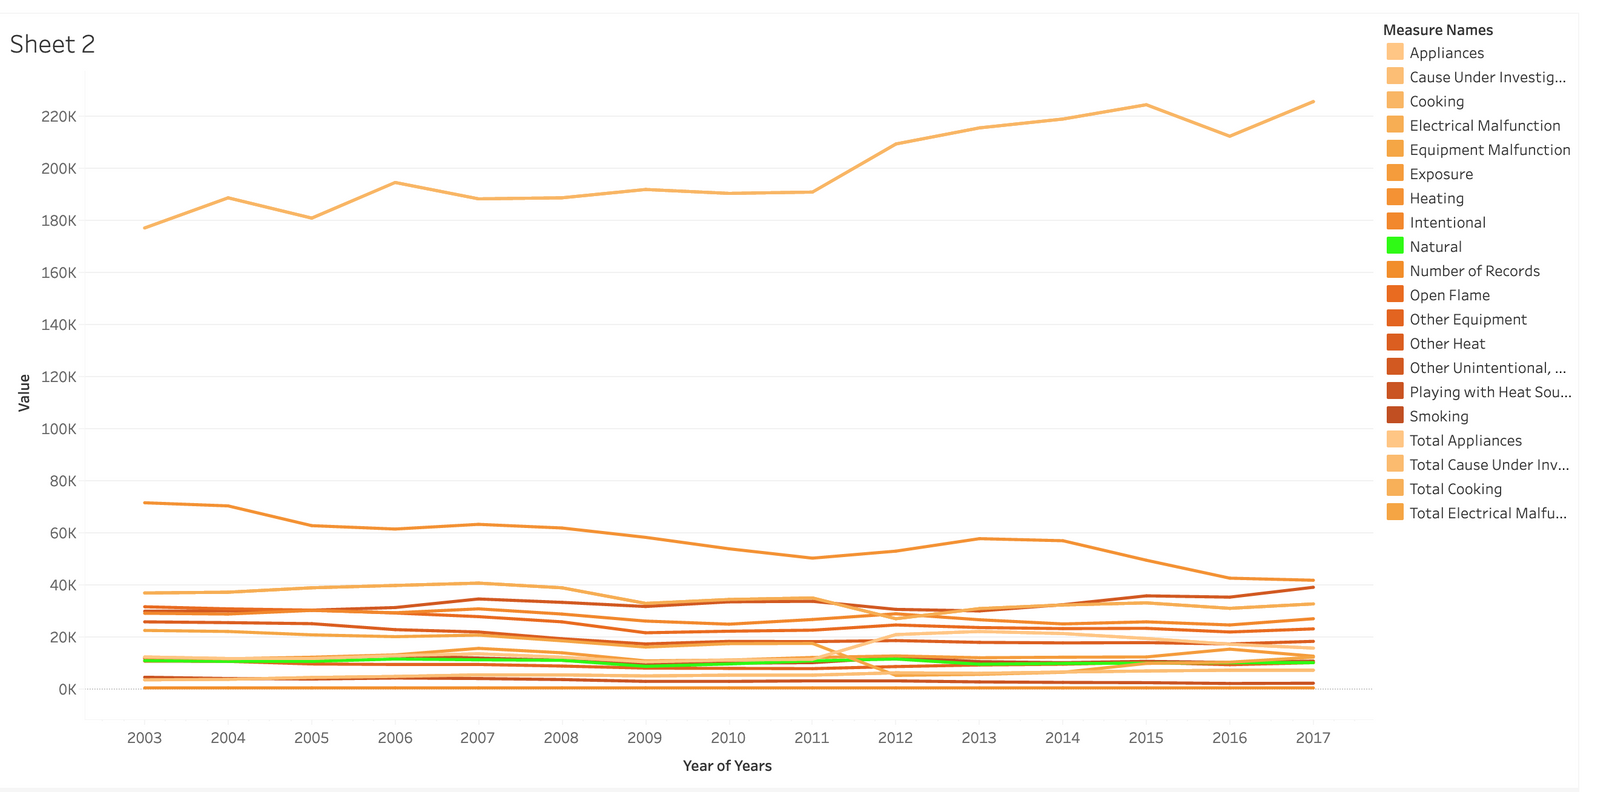 Sheet 2
Measure Names
Appliances
Cause Under Investig...
Cooking
Electrical Malfunction
Equipment Malfunction
Exposure
Heating
Intentional
Natural
Number of Records
Open Flame
Other Equipment
Other Heat
Other Unintentional, ...
Playing with Heat Sou...
Smoking
Total Appliances
Total Cause Under Inv...
Total Cooking
Total Electrical Malfu...
Value
220K
200K
180K
160K
140K
120K
100K
80K
60K
40K
20K
0K
2003 2004 2005 2006 2007 2008 2009 2010 2011 2012 2013 2014 2015 2016 2017
Year of Years